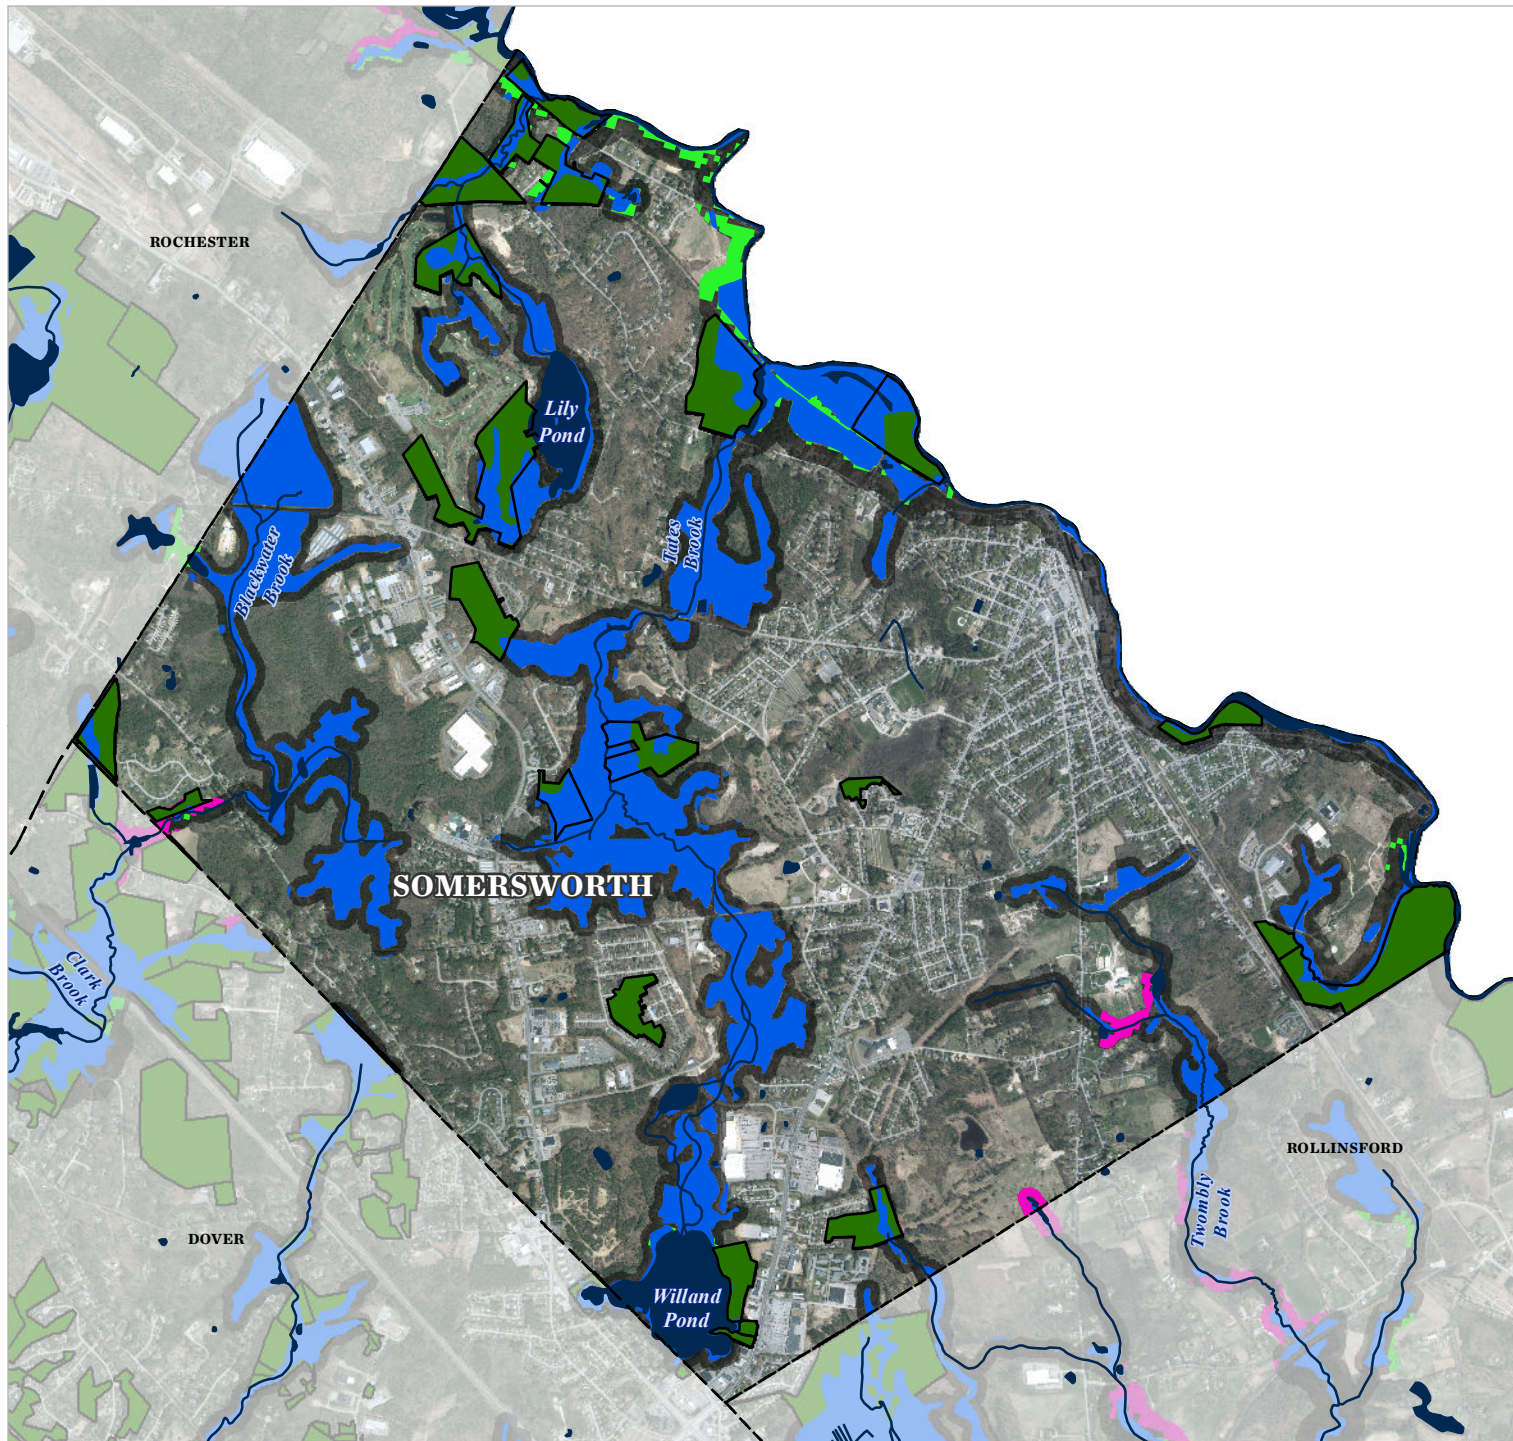 ROCHESTER
Lily
Pond
Tates
Brook
Blackwater
Brook
SOMERSWORTH
Clark
Brook
ROLLINSFORD
Twombly
Brook
DOVER
Willand
Pond